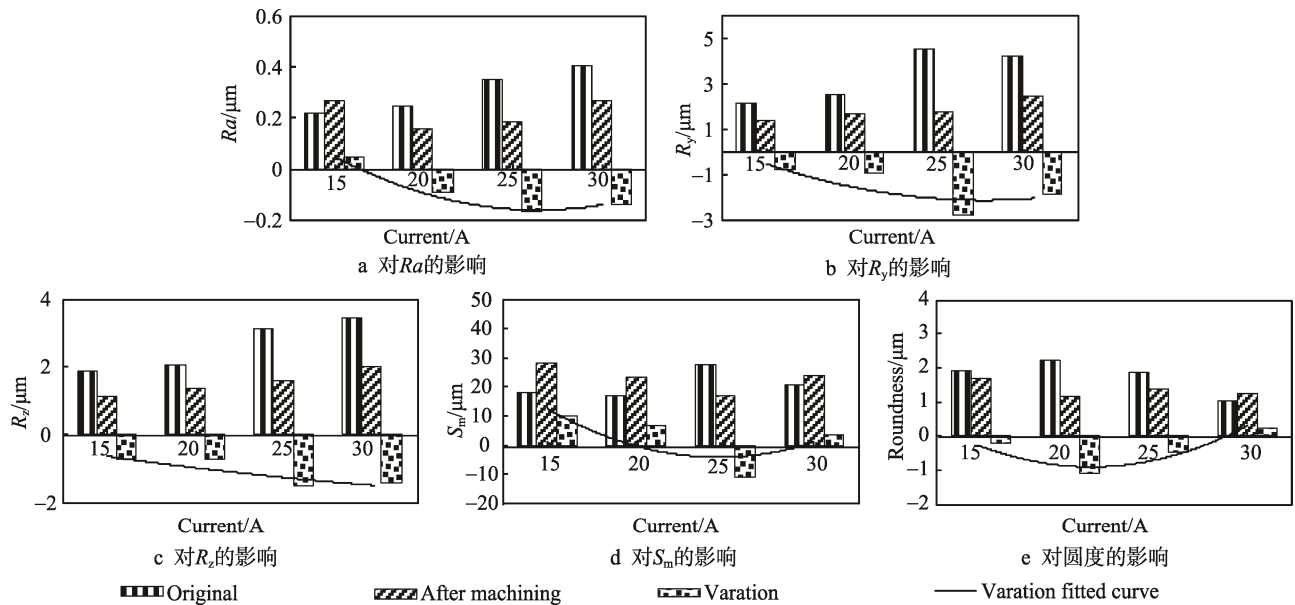 0.6
0.4
0.2
0
−0.2
Ra/μm
15 20 25 30
Current/A
a 对Ra的影响
5
3
1
−1
−3
Ry/μm
15 20 25 30
Current/A
b 对Ry的影响
4
2
0
−2
Rz/μm
15 20 25 30
Current/A
c 对Rz的影响
50
40
30
20
10
0
−10
−20
Sm/μm
15 20 25 30
Current/A
d 对Sm的影响
4
3
2
1
0
−1
−2
Roundness/μm
15 20 25 30
Current/A
e 对圆度的影响
Original After machining Varation Varation fitted curve